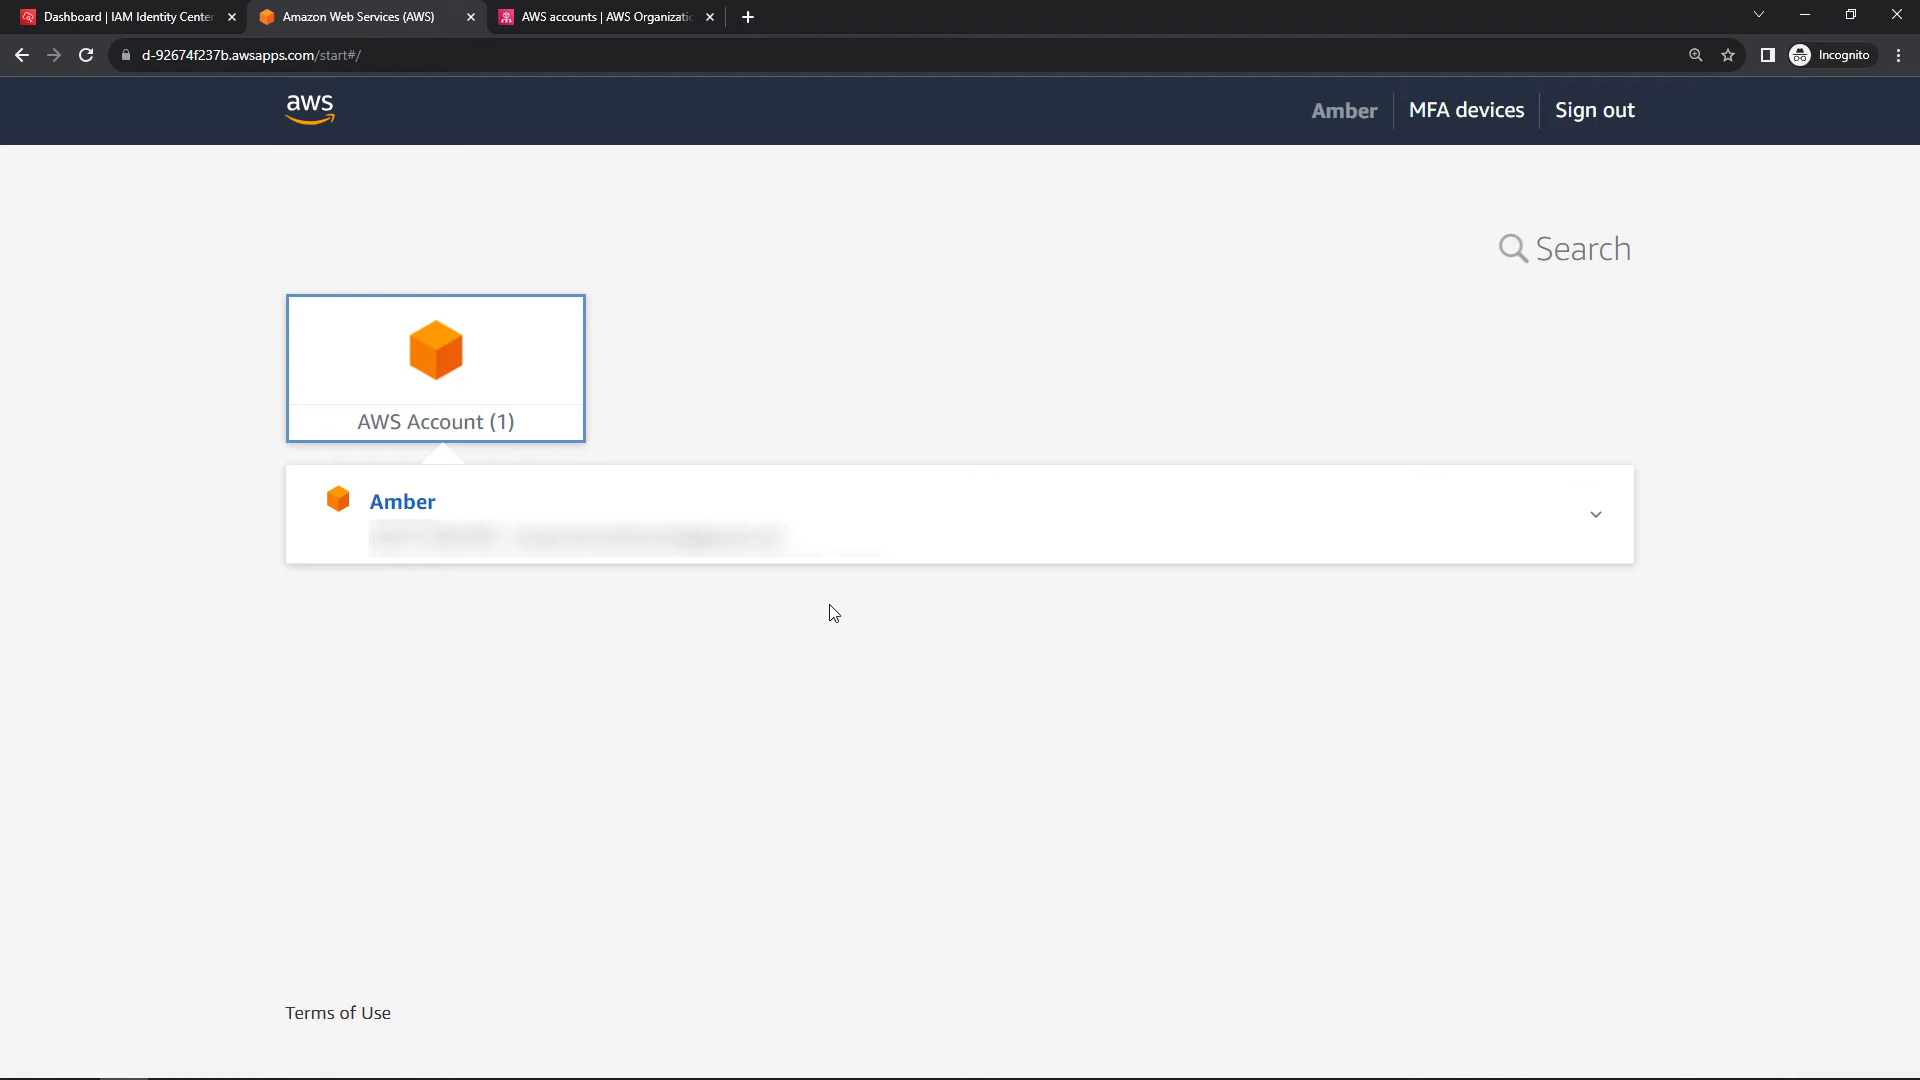 Dashboard | IAM Identity Center
Amazon Web Services (AWS)
AWS accounts | AWS Organizatio
d-92674f237b.awsapps.com/start#/
Incognito
aws
Amber
MFA devices
Sign out
Search
AWS Account (1)
Amber
Terms of Use